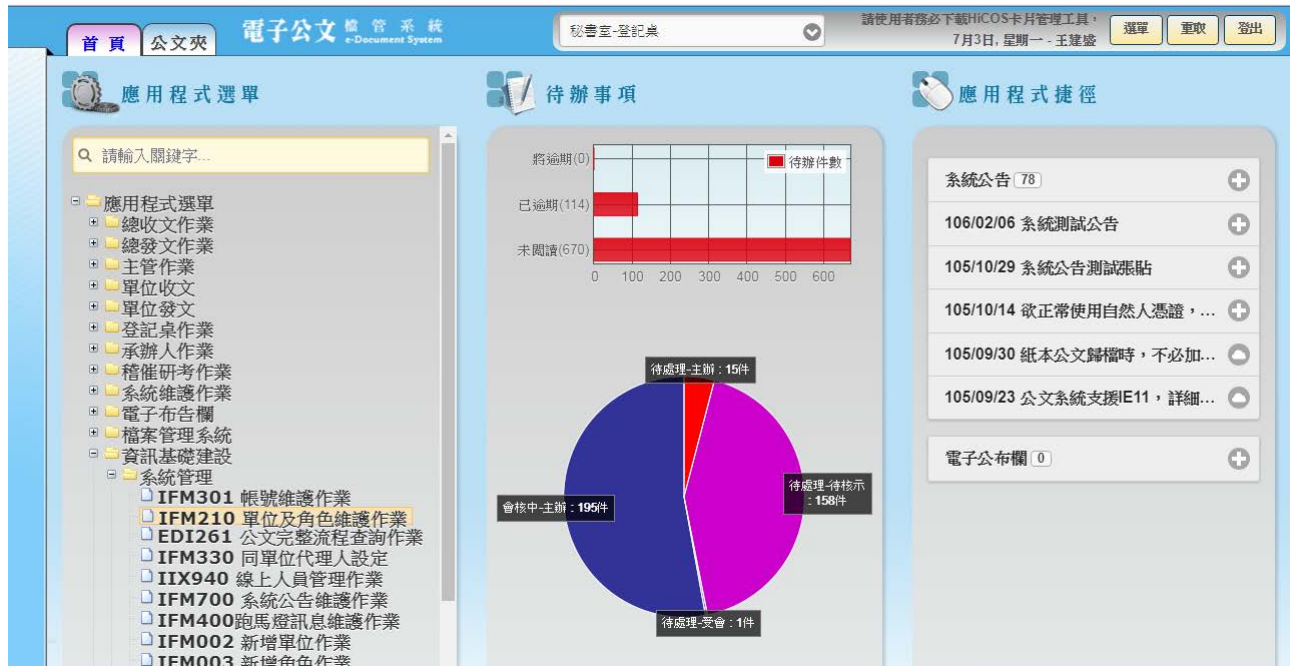 首頁
公文夾
電子公文 檔管系統
e-Document System
秘書室-登記桌
請使用者務必下載HiCOS卡片管理工具，
7月3日, 星期一 - 王建盛
選單
重取
登出
應用程式選單
請輸入關鍵字...
應用程式選單
總收文作業
總發文作業
主管作業
單位收文
單位發文
登記桌作業
承辦人作業
稽催研考作業
系統維護作業
電子布告欄
檔案管理系統
資訊基礎建設
系統管理
IFM301 帳號維護作業
IFM210 單位及角色維護作業
EDI261 公文完整流程查詢作業
IFM330 同單位代理人設定
IIX940 線上人員管理作業
IFM700 系統公告維護作業
IFM400跑馬燈訊息維護作業
IFM002 新增單位作業
IFM003 新增角色作業
待辦事項
待辦件數
將逾期(0)
已逾期(114)
未閱讀(670)
0 100 200 300 400 500 600
待處理-主辦 : 15件
待處理-待核示
: 158件
會核中-主辦 : 195件
待處理-受會 : 1件
應用程式捷徑
系統公告 78
106/02/06 系統測試公告
105/10/29 系統公告測試張貼
105/10/14 欲正常使用自然人憑證，...
105/09/30 紙本公文歸檔時，不必加...
105/09/23 公文系統支援IE11，詳細...
電子公布欄 0